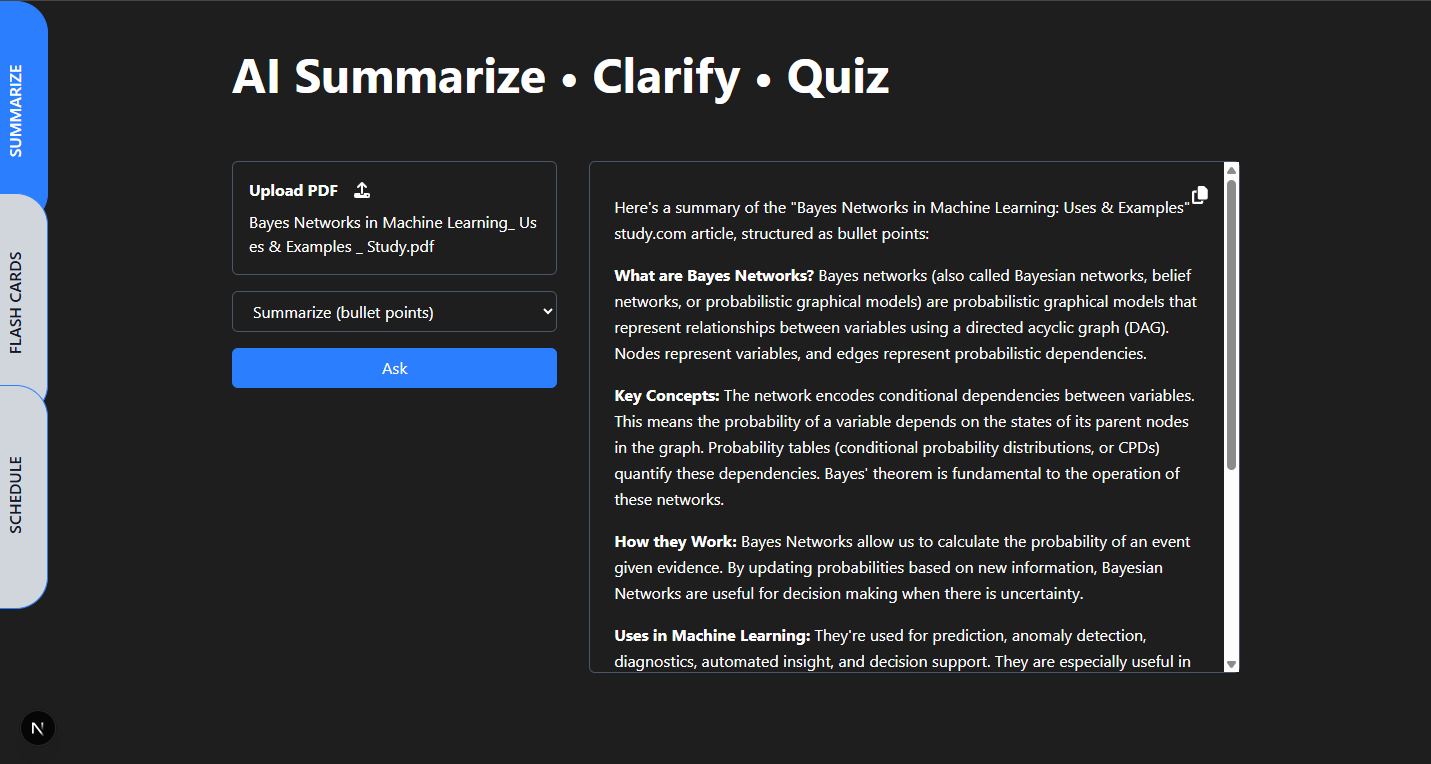 SUMMARIZE
FLASH CARDS
SCHEDULE
AI Summarize • Clarify • Quiz
Upload PDF
Bayes Networks in Machine Learning_ Us
es & Examples _ Study.pdf
Summarize (bullet points)
Ask
Here's a summary of the "Bayes Networks in Machine Learning: Uses & Examples"
study.com article, structured as bullet points:
What are Bayes Networks? Bayes networks (also called Bayesian networks, belief
networks, or probabilistic graphical models) are probabilistic graphical models that
represent relationships between variables using a directed acyclic graph (DAG).
Nodes represent variables, and edges represent probabilistic dependencies.
Key Concepts: The network encodes conditional dependencies between variables.
This means the probability of a variable depends on the states of its parent nodes
in the graph. Probability tables (conditional probability distributions, or CPDs)
quantify these dependencies. Bayes' theorem is fundamental to the operation of
these networks.
How they Work: Bayes Networks allow us to calculate the probability of an event
given evidence. By updating probabilities based on new information, Bayesian
Networks are useful for decision making when there is uncertainty.
Uses in Machine Learning: They're used for prediction, anomaly detection,
diagnostics, automated insight, and decision support. They are especially useful in
N